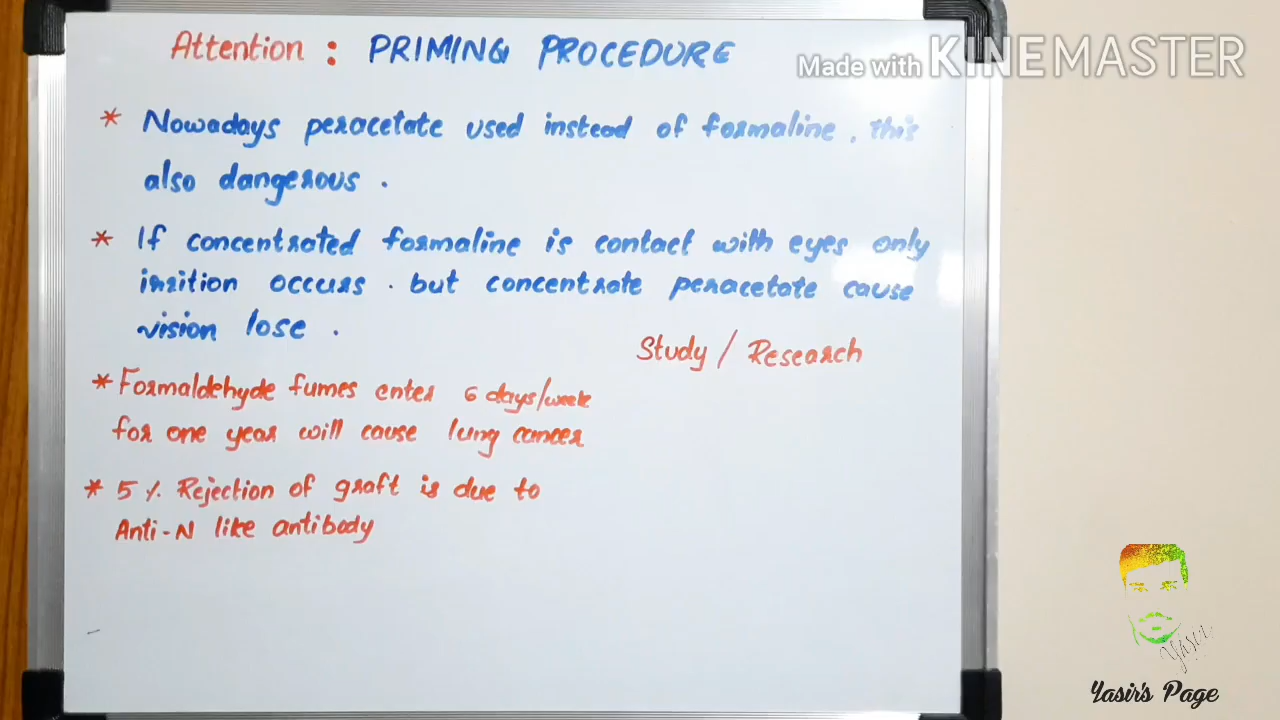 Attention : PRIMING PROCEDURE
Made with KINEMASTER
* Nowadays peracetate used instead of formaline. this
also dangerous.
* If concentrated formaline is contact with eyes only
irrition occurs. but concentrate peracetate cause
vision lose.
Study / Research
* Formaldehyde fumes enter 6 days/week
for one year will cause lung cancer
* 5% Rejection of graft is due to
Anti-N like antibody
Yasir
Yasir's Page